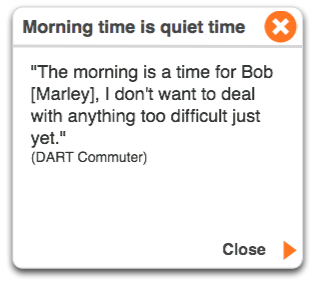 Morning time is quiet time
"The morning is a time for Bob
[Marley], I don't want to deal
with anything too difficult just
yet."
(DART Commuter)
Close